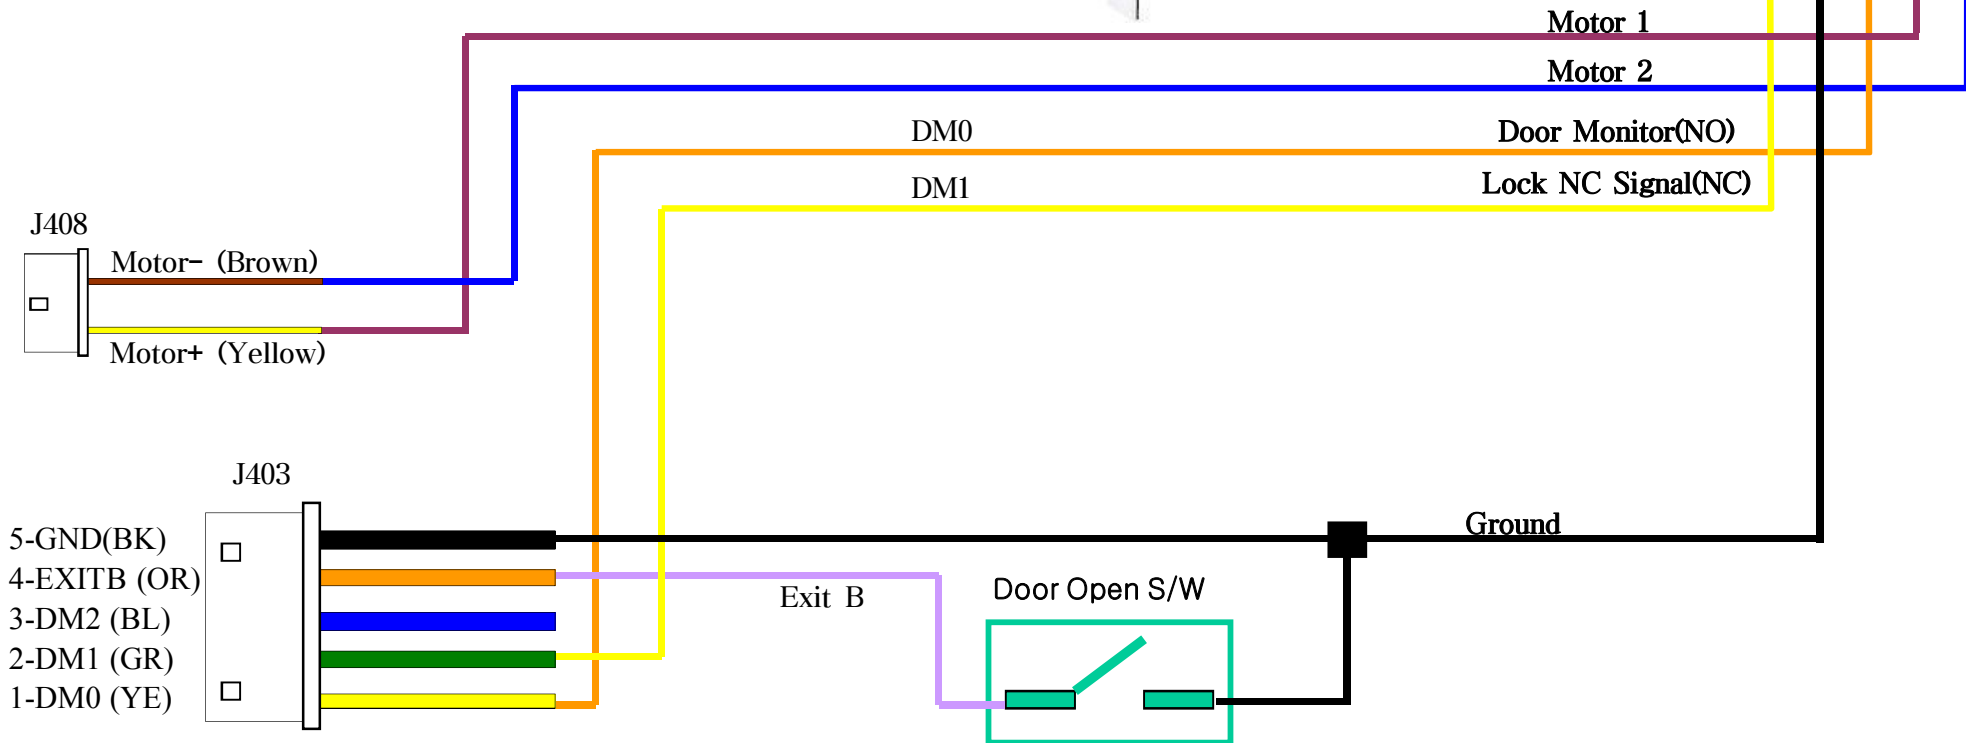 Motor 1
Motor 2
DM0
Door Monitor(NO)
DM1
Lock NC Signal(NC)
J408
Motor- (Brown)
Motor+ (Yellow)
J403
5-GND(BK)
Ground
4-EXITB (OR)
Exit B
Door Open S/W
3-DM2 (BL)
2-DM1 (GR)
1-DM0 (YE)